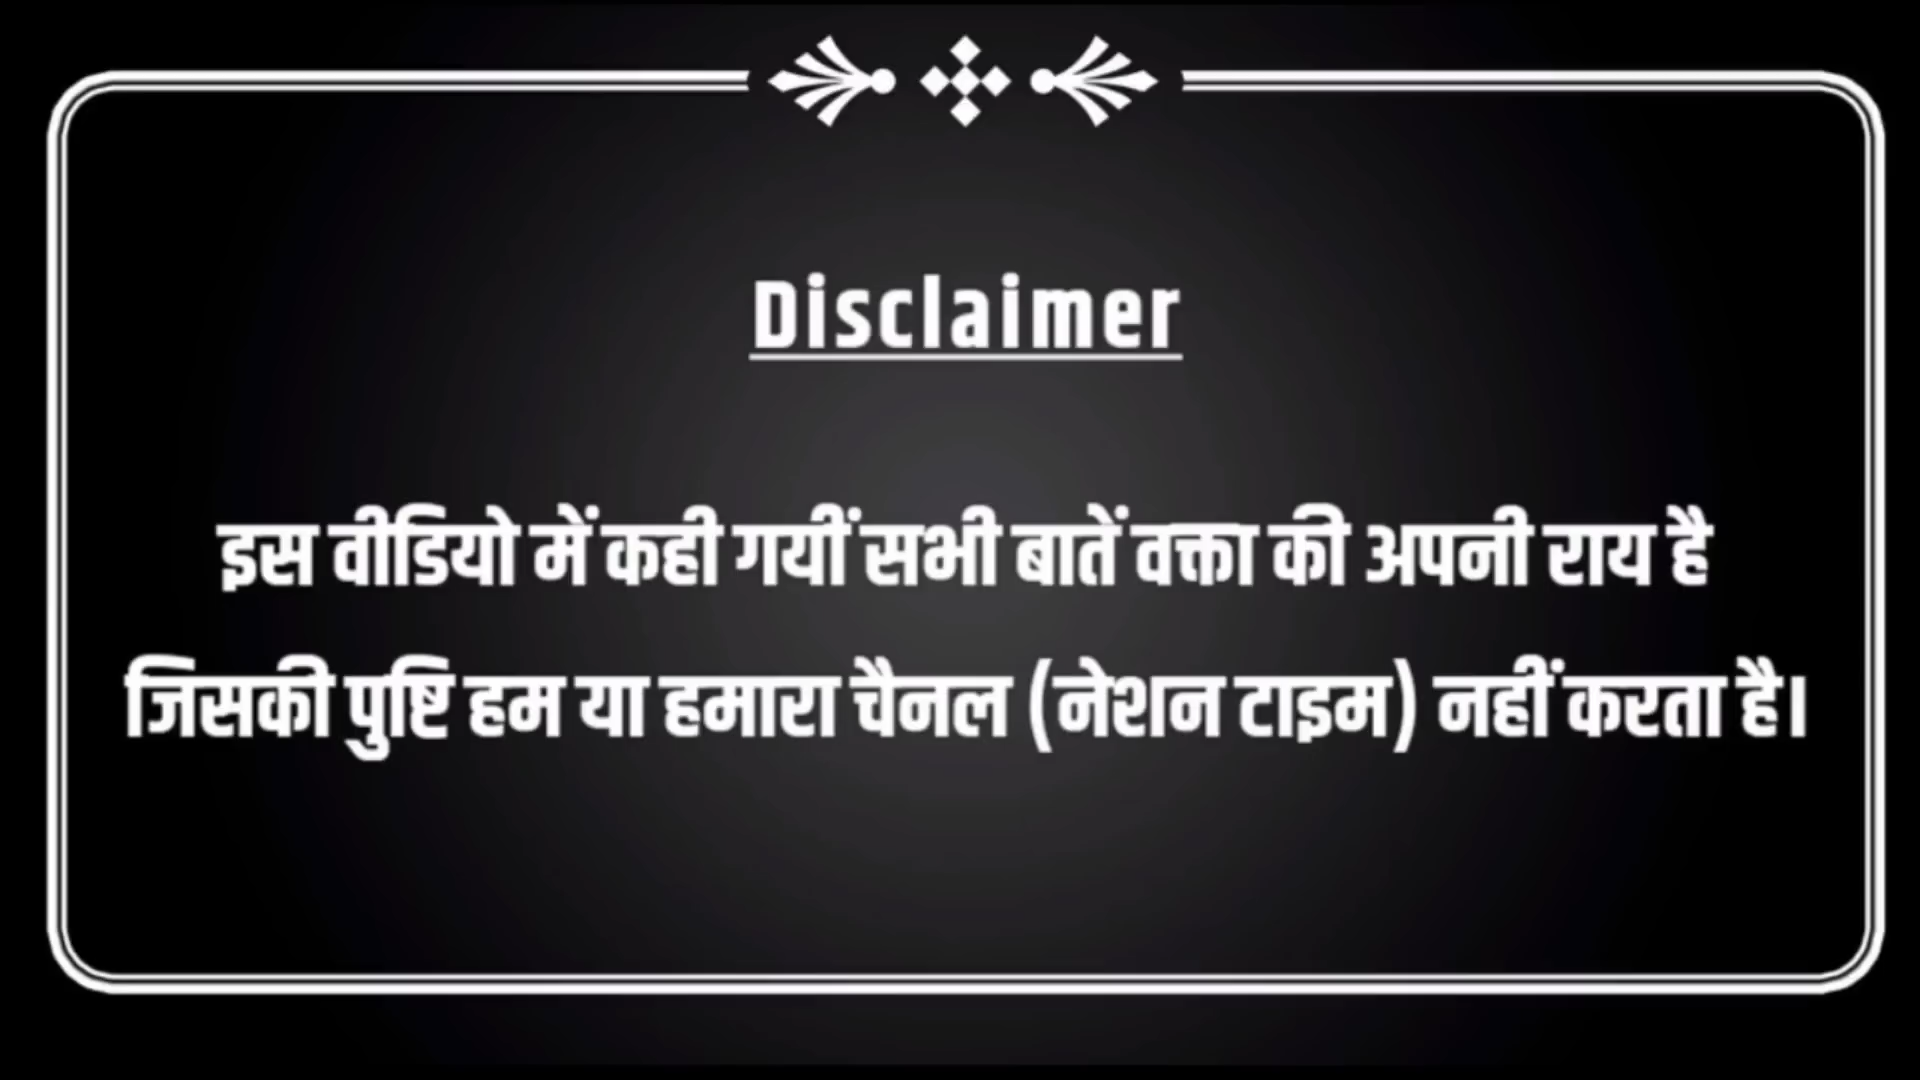 Disclaimer
इस वीडियो में कही गयीं सभी बातें वक्ता की अपनी राय है
जिसकी पुष्टि हम या हमारा चैनल (नेशन टाइम) नहीं करता है।